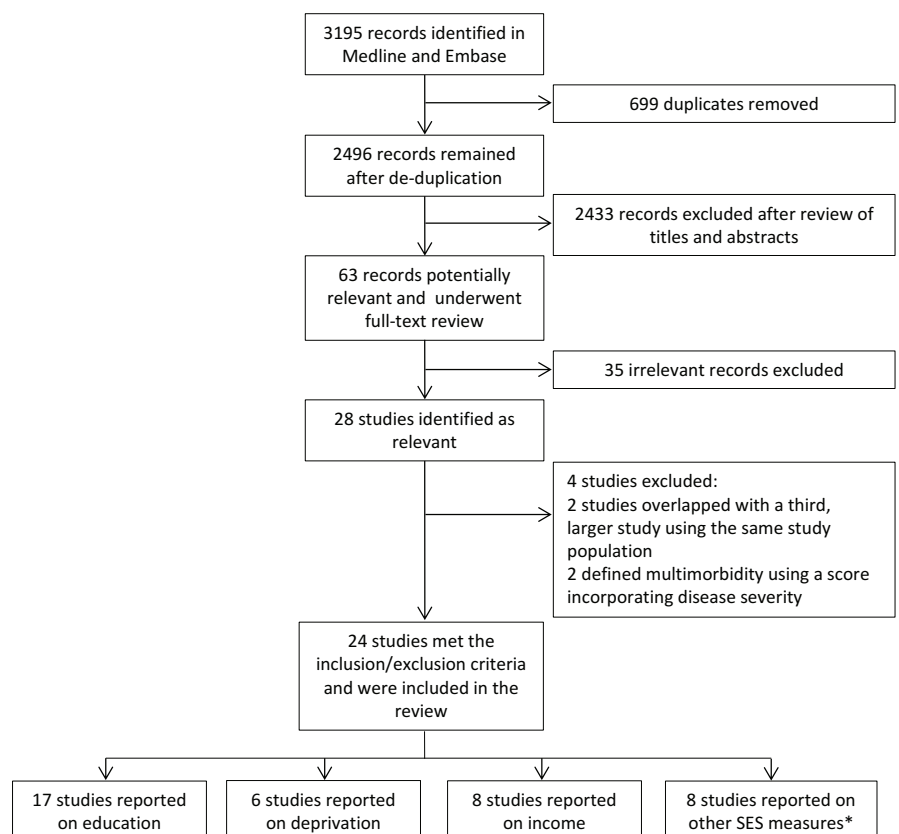 3195 records identified in
Medline and Embase
699 duplicates removed
2496 records remained
after de-duplication
2433 records excluded after review of
titles and abstracts
63 records potentially
relevant and underwent
full-text review
35 irrelevant records excluded
28 studies identified as
relevant
4 studies excluded:
2 studies overlapped with a third,
larger study using the same study
population
2 defined multimorbidity using a score
incorporating disease severity
24 studies met the
inclusion/exclusion criteria
and were included in the
review
17 studies reported
on education
6 studies reported
on deprivation
8 studies reported
on income
8 studies reported on
other SES measures*